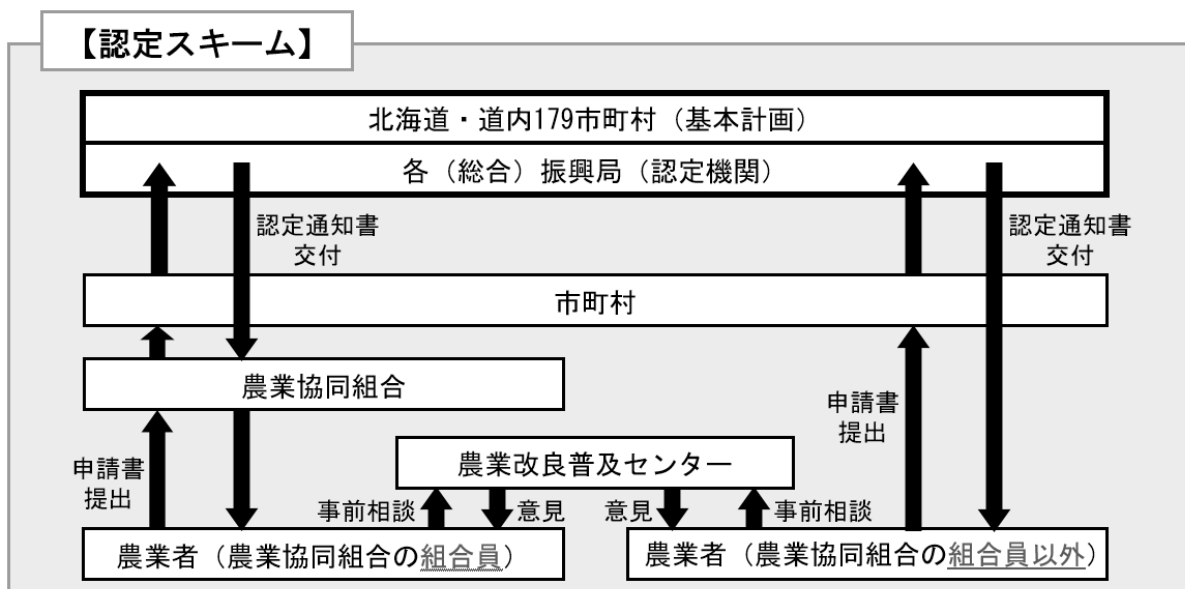 【認定スキーム】
北海道・道内179市町村（基本計画）
各（総合）振興局（認定機関）
認定通知書
交付
認定通知書
交付
市町村
農業協同組合
申請書
提出
申請書
提出
農業改良普及センター
事前相談
意見
意見
事前相談
農業者（農業協同組合の組合員）
農業者（農業協同組合の組合員以外）